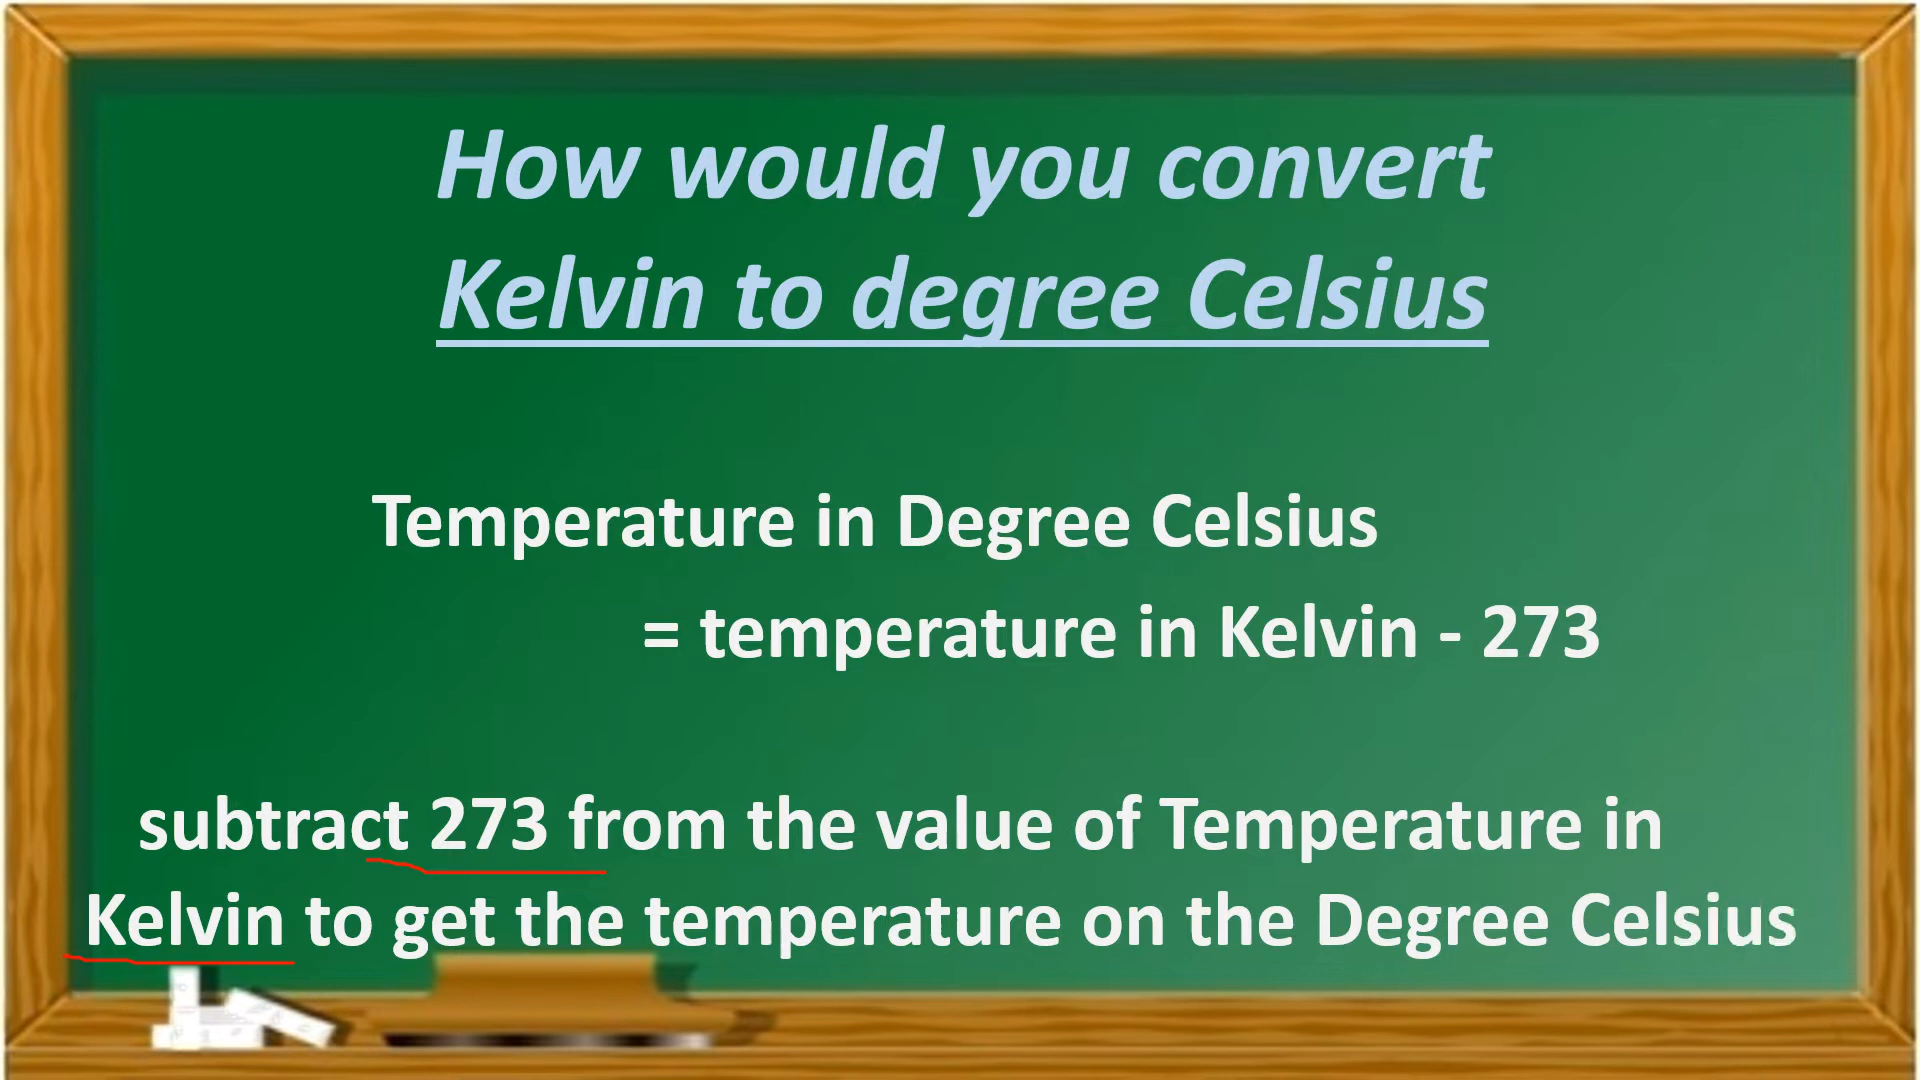 How would you convert
Kelvin to degree Celsius
Temperature in Degree Celsius
= temperature in Kelvin - 273
subtract 273 from the value of Temperature in
Kelvin to get the temperature on the Degree Celsius